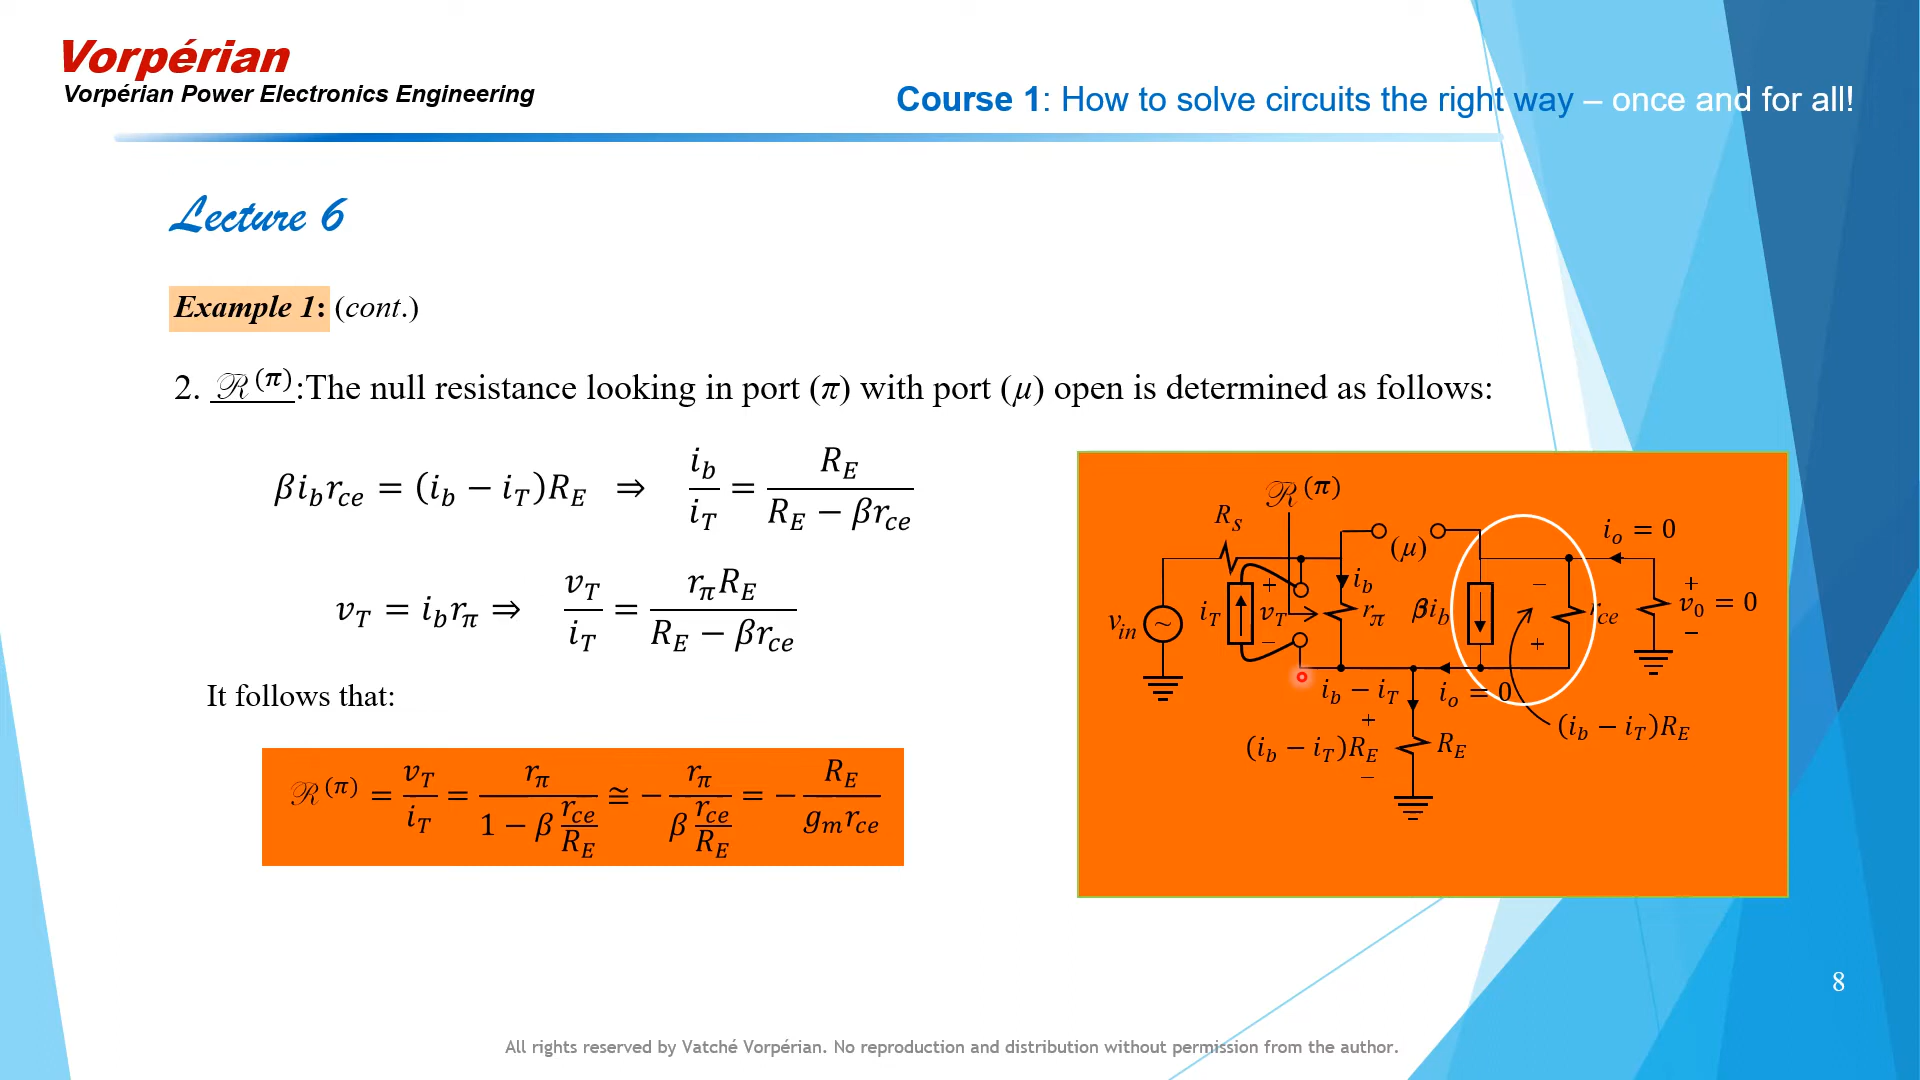 Vorpérian
Vorpérian Power Electronics Engineering
Course 1: How to solve circuits the right way – once and for all!
Lecture 6
Example 1: (cont.)
2. ℛ^(π):The null resistance looking in port (π) with port (μ) open is determined as follows:
βi_b r_ce = (i_b − i_T)R_E ⇒ i_b/i_T = R_E/(R_E − βr_ce)
v_T = i_b r_π ⇒ v_T/i_T = r_π R_E/(R_E − βr_ce)
It follows that:
ℛ^(π) = v_T/i_T = r_π/(1 − β r_ce/R_E) ≅ − r_π/(β r_ce/R_E) = − R_E/(g_m r_ce)
ℛ^(π)
R_s
(μ)
i_o = 0
v_in
~
i_T
+
v_T
−
i_b
r_π
βi_b
−
+
r_ce
+
v_0 = 0
−
i_b − i_T
i_o = 0
+
(i_b − i_T)R_E
−
R_E
(i_b − i_T)R_E
8
All rights reserved by Vatché Vorpérian. No reproduction and distribution without permission from the author.